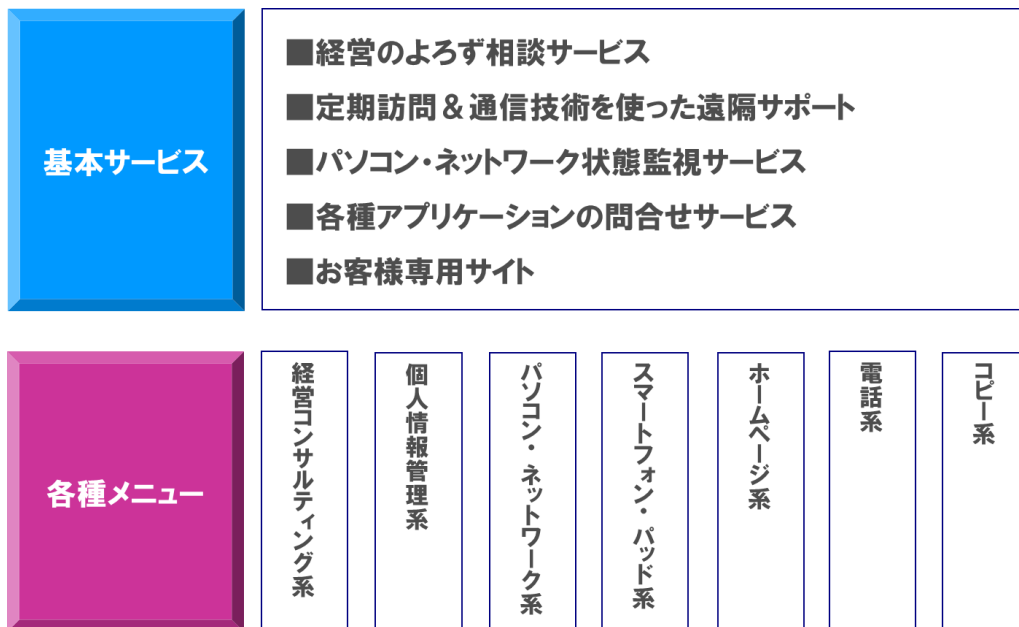 基本サービス
■経営のよろず相談サービス
■定期訪問＆通信技術を使った遠隔サポート
■パソコン・ネットワーク状態監視サービス
■各種アプリケーションの問合せサービス
■お客様専用サイト
各種メニュー
経営コンサルティング系
個人情報管理系
パソコン・ネットワーク系
スマートフォン・パッド系
ホームページ系
電話系
コピー系